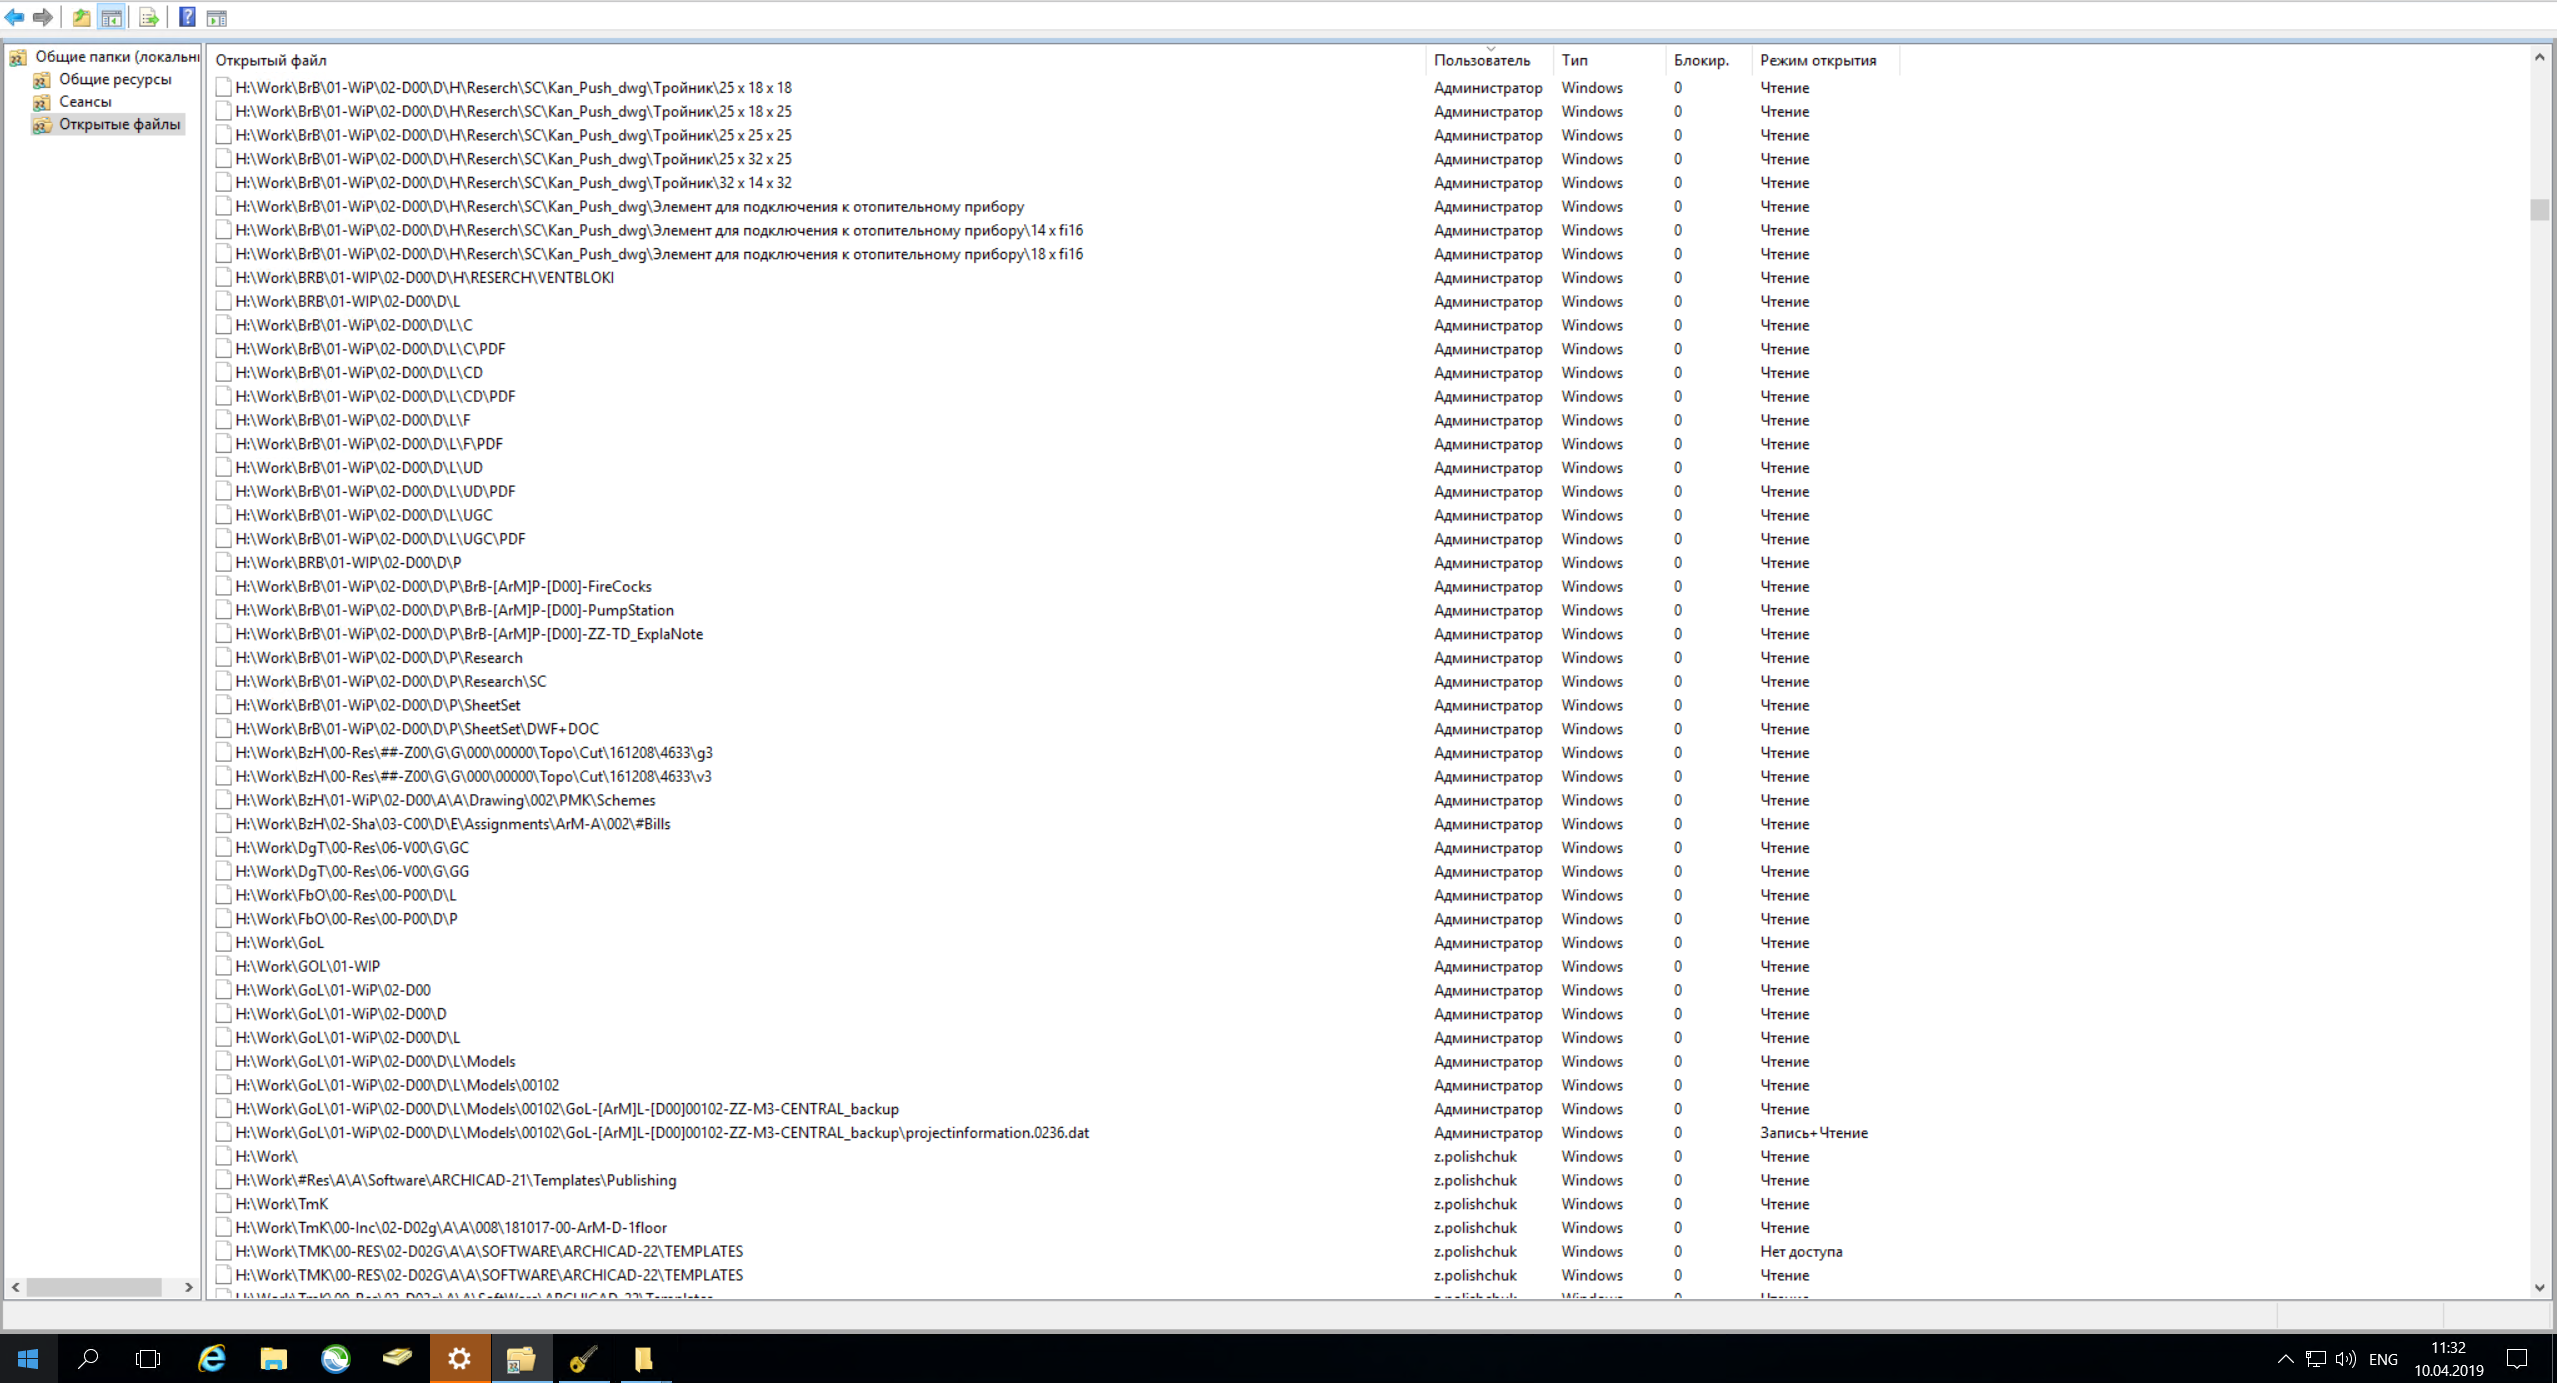 Общие папки (локальн
Общие ресурсы
Сеансы
Открытые файлы
Открытый файл Пользователь Тип Блокир. Режим открытия
H:\Work\BrB\01-WiP\02-D00\D\H\Reserch\SC\Kan_Push_dwg\Тройник\25 x 18 x 18 Администратор Windows 0 Чтение
H:\Work\BrB\01-WiP\02-D00\D\H\Reserch\SC\Kan_Push_dwg\Тройник\25 x 18 x 25 Администратор Windows 0 Чтение
H:\Work\BrB\01-WiP\02-D00\D\H\Reserch\SC\Kan_Push_dwg\Тройник\25 x 25 x 25 Администратор Windows 0 Чтение
H:\Work\BrB\01-WiP\02-D00\D\H\Reserch\SC\Kan_Push_dwg\Тройник\25 x 32 x 25 Администратор Windows 0 Чтение
H:\Work\BrB\01-WiP\02-D00\D\H\Reserch\SC\Kan_Push_dwg\Тройник\32 x 14 x 32 Администратор Windows 0 Чтение
H:\Work\BrB\01-WiP\02-D00\D\H\Reserch\SC\Kan_Push_dwg\Элемент для подключения к отопительному прибору Администратор Windows 0 Чтение
H:\Work\BrB\01-WiP\02-D00\D\H\Reserch\SC\Kan_Push_dwg\Элемент для подключения к отопительному прибору\14 x fi16 Администратор Windows 0 Чтение
H:\Work\BrB\01-WiP\02-D00\D\H\Reserch\SC\Kan_Push_dwg\Элемент для подключения к отопительному прибору\18 x fi16 Администратор Windows 0 Чтение
H:\Work\BRB\01-WIP\02-D00\D\H\RESERCH\VENTBLOKI Администратор Windows 0 Чтение
H:\Work\BRB\01-WIP\02-D00\D\L Администратор Windows 0 Чтение
H:\Work\BrB\01-WiP\02-D00\D\L\C Администратор Windows 0 Чтение
H:\Work\BrB\01-WiP\02-D00\D\L\C\PDF Администратор Windows 0 Чтение
H:\Work\BrB\01-WiP\02-D00\D\L\CD Администратор Windows 0 Чтение
H:\Work\BrB\01-WiP\02-D00\D\L\CD\PDF Администратор Windows 0 Чтение
H:\Work\BrB\01-WiP\02-D00\D\L\F Администратор Windows 0 Чтение
H:\Work\BrB\01-WiP\02-D00\D\L\F\PDF Администратор Windows 0 Чтение
H:\Work\BrB\01-WiP\02-D00\D\L\UD Администратор Windows 0 Чтение
H:\Work\BrB\01-WiP\02-D00\D\L\UD\PDF Администратор Windows 0 Чтение
H:\Work\BrB\01-WiP\02-D00\D\L\UGC Администратор Windows 0 Чтение
H:\Work\BrB\01-WiP\02-D00\D\L\UGC\PDF Администратор Windows 0 Чтение
H:\Work\BRB\01-WIP\02-D00\D\P Администратор Windows 0 Чтение
H:\Work\BrB\01-WiP\02-D00\D\P\BrB-[ArM]P-[D00]-FireCocks Администратор Windows 0 Чтение
H:\Work\BrB\01-WiP\02-D00\D\P\BrB-[ArM]P-[D00]-PumpStation Администратор Windows 0 Чтение
H:\Work\BrB\01-WiP\02-D00\D\P\BrB-[ArM]P-[D00]-ZZ-TD_ExplaNote Администратор Windows 0 Чтение
H:\Work\BrB\01-WiP\02-D00\D\P\Research Администратор Windows 0 Чтение
H:\Work\BrB\01-WiP\02-D00\D\P\Research\SC Администратор Windows 0 Чтение
H:\Work\BrB\01-WiP\02-D00\D\P\SheetSet Администратор Windows 0 Чтение
H:\Work\BrB\01-WiP\02-D00\D\P\SheetSet\DWF+DOC Администратор Windows 0 Чтение
H:\Work\BzH\00-Res\##-Z00\G\G\000\00000\Topo\Cut\161208\4633\g3 Администратор Windows 0 Чтение
H:\Work\BzH\00-Res\##-Z00\G\G\000\00000\Topo\Cut\161208\4633\v3 Администратор Windows 0 Чтение
H:\Work\BzH\01-WiP\02-D00\A\A\Drawing\002\PMK\Schemes Администратор Windows 0 Чтение
H:\Work\BzH\02-Sha\03-C00\D\E\Assignments\ArM-A\002\#Bills Администратор Windows 0 Чтение
H:\Work\DgT\00-Res\06-V00\G\GC Администратор Windows 0 Чтение
H:\Work\DgT\00-Res\06-V00\G\GG Администратор Windows 0 Чтение
H:\Work\FbO\00-Res\00-P00\D\L Администратор Windows 0 Чтение
H:\Work\FbO\00-Res\00-P00\D\P Администратор Windows 0 Чтение
H:\Work\GoL Администратор Windows 0 Чтение
H:\Work\GOL\01-WIP Администратор Windows 0 Чтение
H:\Work\GoL\01-WiP\02-D00 Администратор Windows 0 Чтение
H:\Work\GoL\01-WiP\02-D00\D Администратор Windows 0 Чтение
H:\Work\GoL\01-WiP\02-D00\D\L Администратор Windows 0 Чтение
H:\Work\GoL\01-WiP\02-D00\D\L\Models Администратор Windows 0 Чтение
H:\Work\GoL\01-WiP\02-D00\D\L\Models\00102 Администратор Windows 0 Чтение
H:\Work\GoL\01-WiP\02-D00\D\L\Models\00102\GoL-[ArM]L-[D00]00102-ZZ-M3-CENTRAL_backup Администратор Windows 0 Чтение
H:\Work\GoL\01-WiP\02-D00\D\L\Models\00102\GoL-[ArM]L-[D00]00102-ZZ-M3-CENTRAL_backup\projectinformation.0236.dat Администратор Windows 0 Запись+Чтение
H:\Work\ z.polishchuk Windows 0 Чтение
H:\Work\#Res\A\A\Software\ARCHICAD-21\Templates\Publishing z.polishchuk Windows 0 Чтение
H:\Work\TmK z.polishchuk Windows 0 Чтение
H:\Work\TmK\00-Inc\02-D02g\A\A\008\181017-00-ArM-D-1floor z.polishchuk Windows 0 Чтение
H:\Work\TMK\00-RES\02-D02G\A\A\SOFTWARE\ARCHICAD-22\TEMPLATES z.polishchuk Windows 0 Нет доступа
H:\Work\TMK\00-RES\02-D02G\A\A\SOFTWARE\ARCHICAD-22\TEMPLATES z.polishchuk Windows 0 Чтение
H:\Work\TmK\00-Res\02-D02g\A\A\SoftWare\ARCHICAD-22\Templates z.polishchuk Windows 0 Чтение
ENG
11:32
10.04.2019